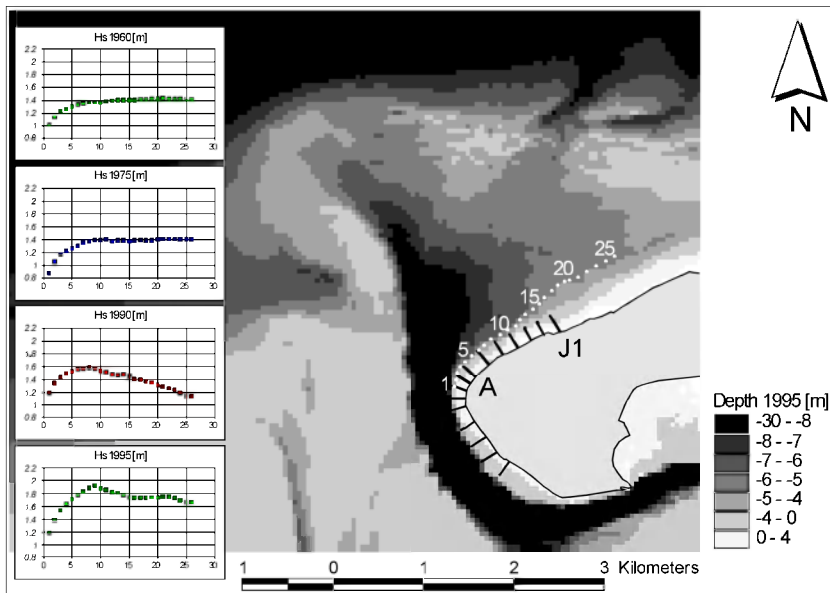 Hs 1960 [m]
2.2
2
1.8
1.6
1.4
1.2
1
0.8
0 5 10 15 20 25 30
Hs 1975 [m]
2.2
2
1.8
1.6
1.4
1.2
1
0.8
0 5 10 15 20 25 30
Hs 1990 [m]
2.2
2
1.8
1.6
1.4
1.2
1
0.8
0 5 10 15 20 25 30
Hs 1995 [m]
2.2
2
1.8
1.6
1.4
1.2
1
0.8
0 5 10 15 20 25 30
N
25
20
15
10
5
1
A
J1
Depth 1995 [m]
-30 - -8
-8 - -7
-7 - -6
-6 - -5
-5 - -4
-4 - 0
0 - 4
1 0 1 2 3 Kilometers